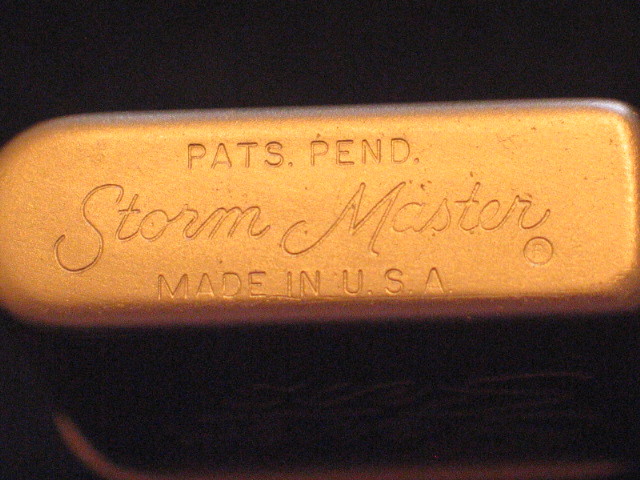 PATS. PEND.
Storm Master ®
MADE IN U.S.A.